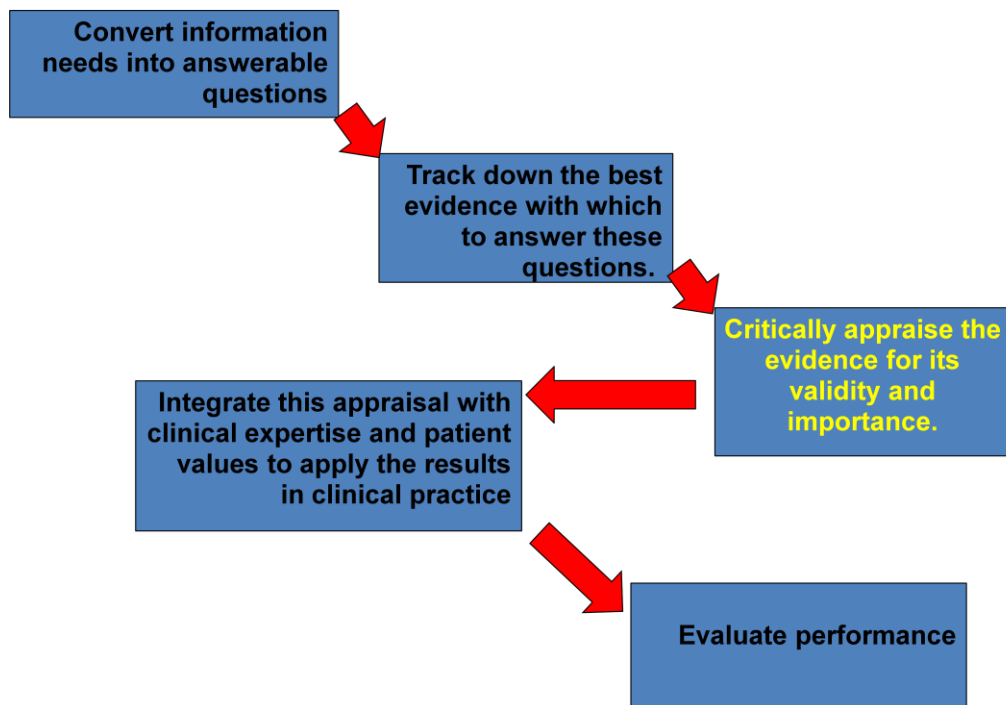 Convert information
needs into answerable
questions
Track down the best
evidence with which
to answer these
questions.
Critically appraise the
evidence for its
validity and
importance.
Integrate this appraisal with
clinical expertise and patient
values to apply the results
in clinical practice
Evaluate performance